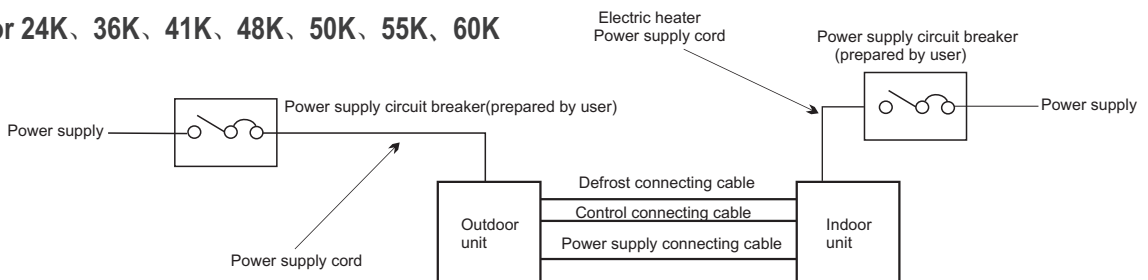 or 24K、36K、41K、48K、50K、55K、60K
Electric heater
Power supply cord
Power supply circuit breaker
(prepared by user)
Power supply circuit breaker(prepared by user)
Power supply
Power supply
Defrost connecting cable
Control connecting cable
Power supply connecting cable
Outdoor
unit
Indoor
unit
Power supply cord